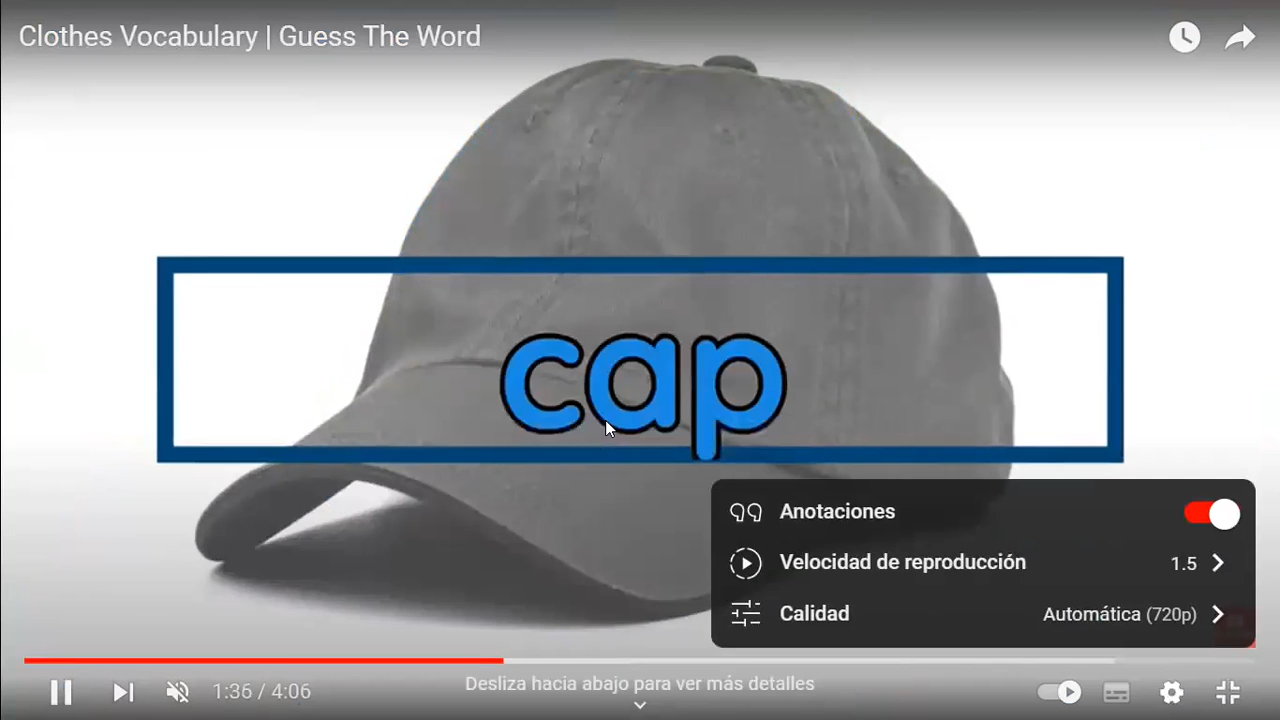 Clothes Vocabulary | Guess The Word
cap
Anotaciones
Velocidad de reproducción 1.5
Calidad Automática (720p)
Desliza hacia abajo para ver más detalles
1:36 / 4:06